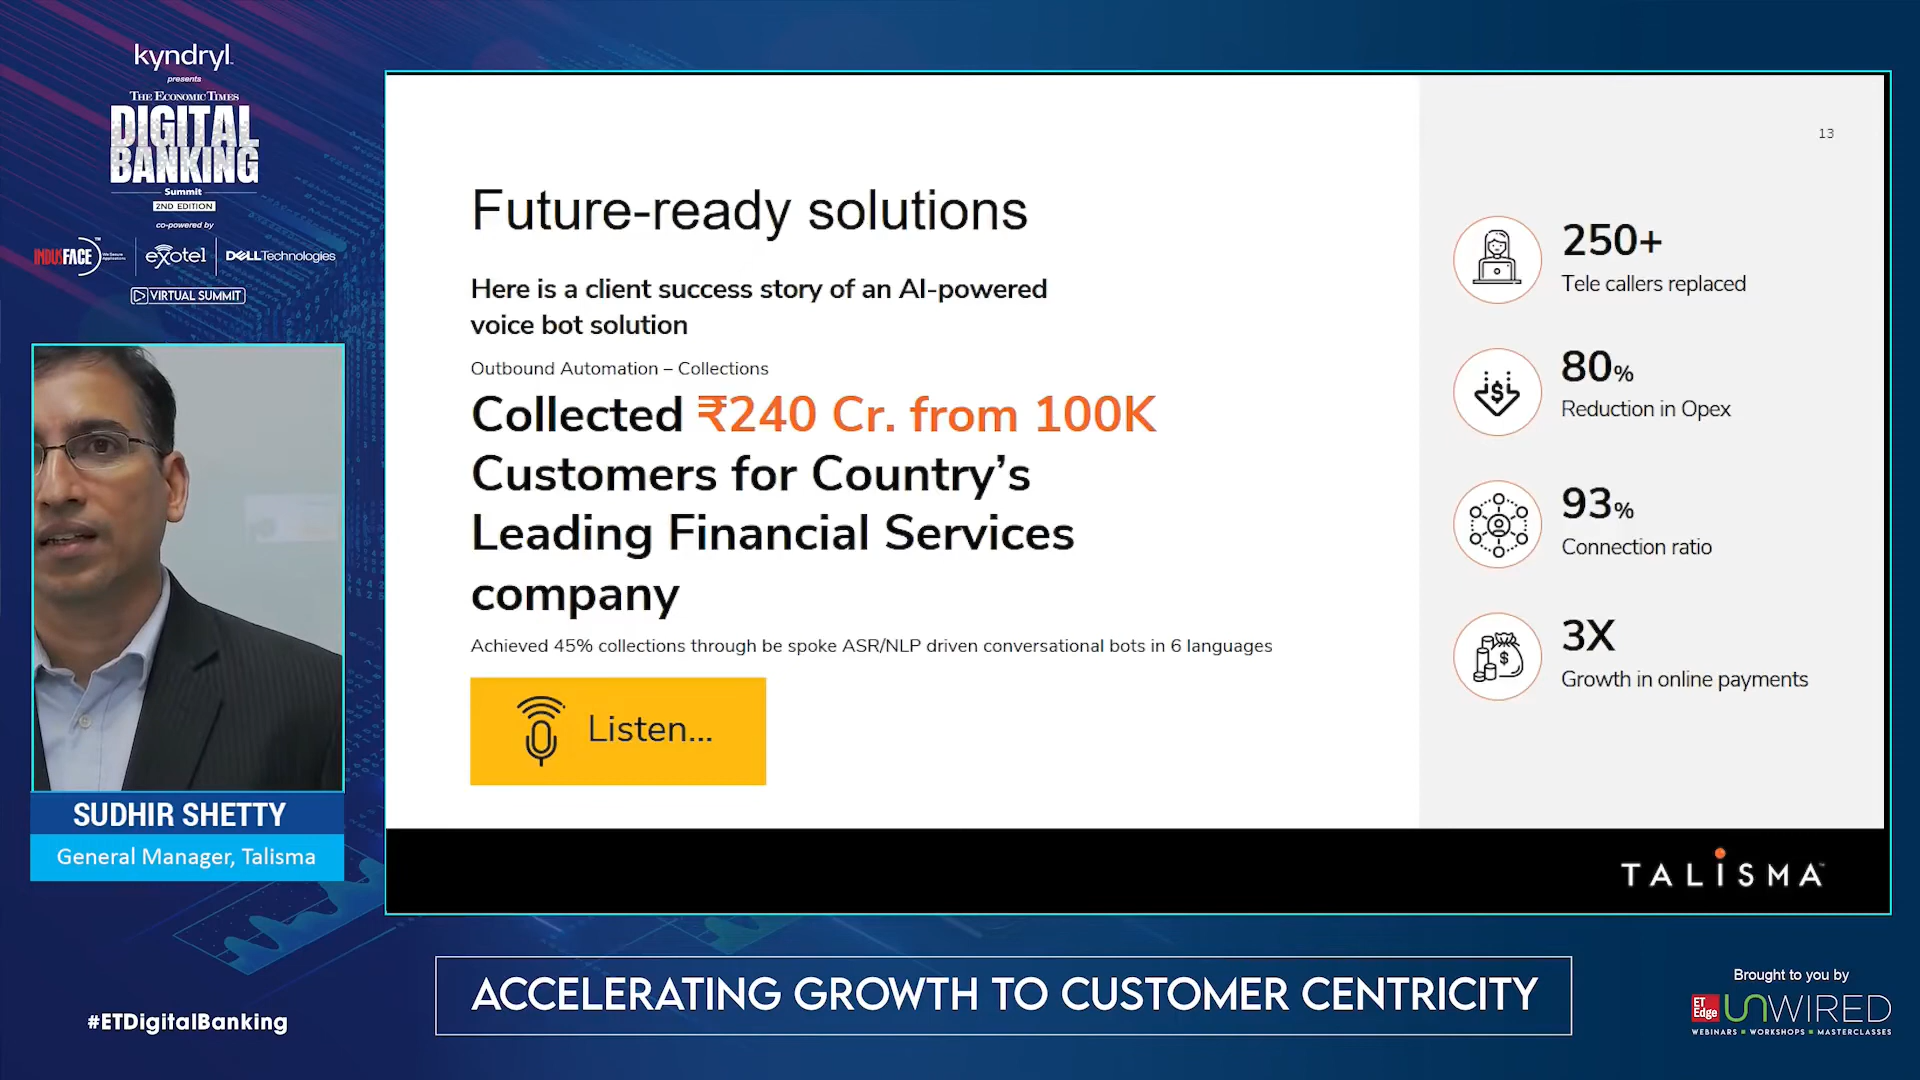 kyndryl
presents
THE ECONOMIC TIMES
DIGITAL
BANKING
Summit
2ND EDITION
co-powered by
INDUSFACE
exotel
DELL Technologies
VIRTUAL SUMMIT
SUDHIR SHETTY
General Manager, Talisma
#ETDigitalBanking
13
Future-ready solutions
Here is a client success story of an AI-powered
voice bot solution
Outbound Automation – Collections
Collected ₹240 Cr. from 100K
Customers for Country's
Leading Financial Services
company
Achieved 45% collections through be spoke ASR/NLP driven conversational bots in 6 languages
Listen...
250+
Tele callers replaced
80%
Reduction in Opex
93%
Connection ratio
3X
Growth in online payments
TALISMA
ACCELERATING GROWTH TO CUSTOMER CENTRICITY
Brought to you by
ET Edge UNWIRED
WEBINARS ▪ WORKSHOPS ▪ MASTERCLASSES